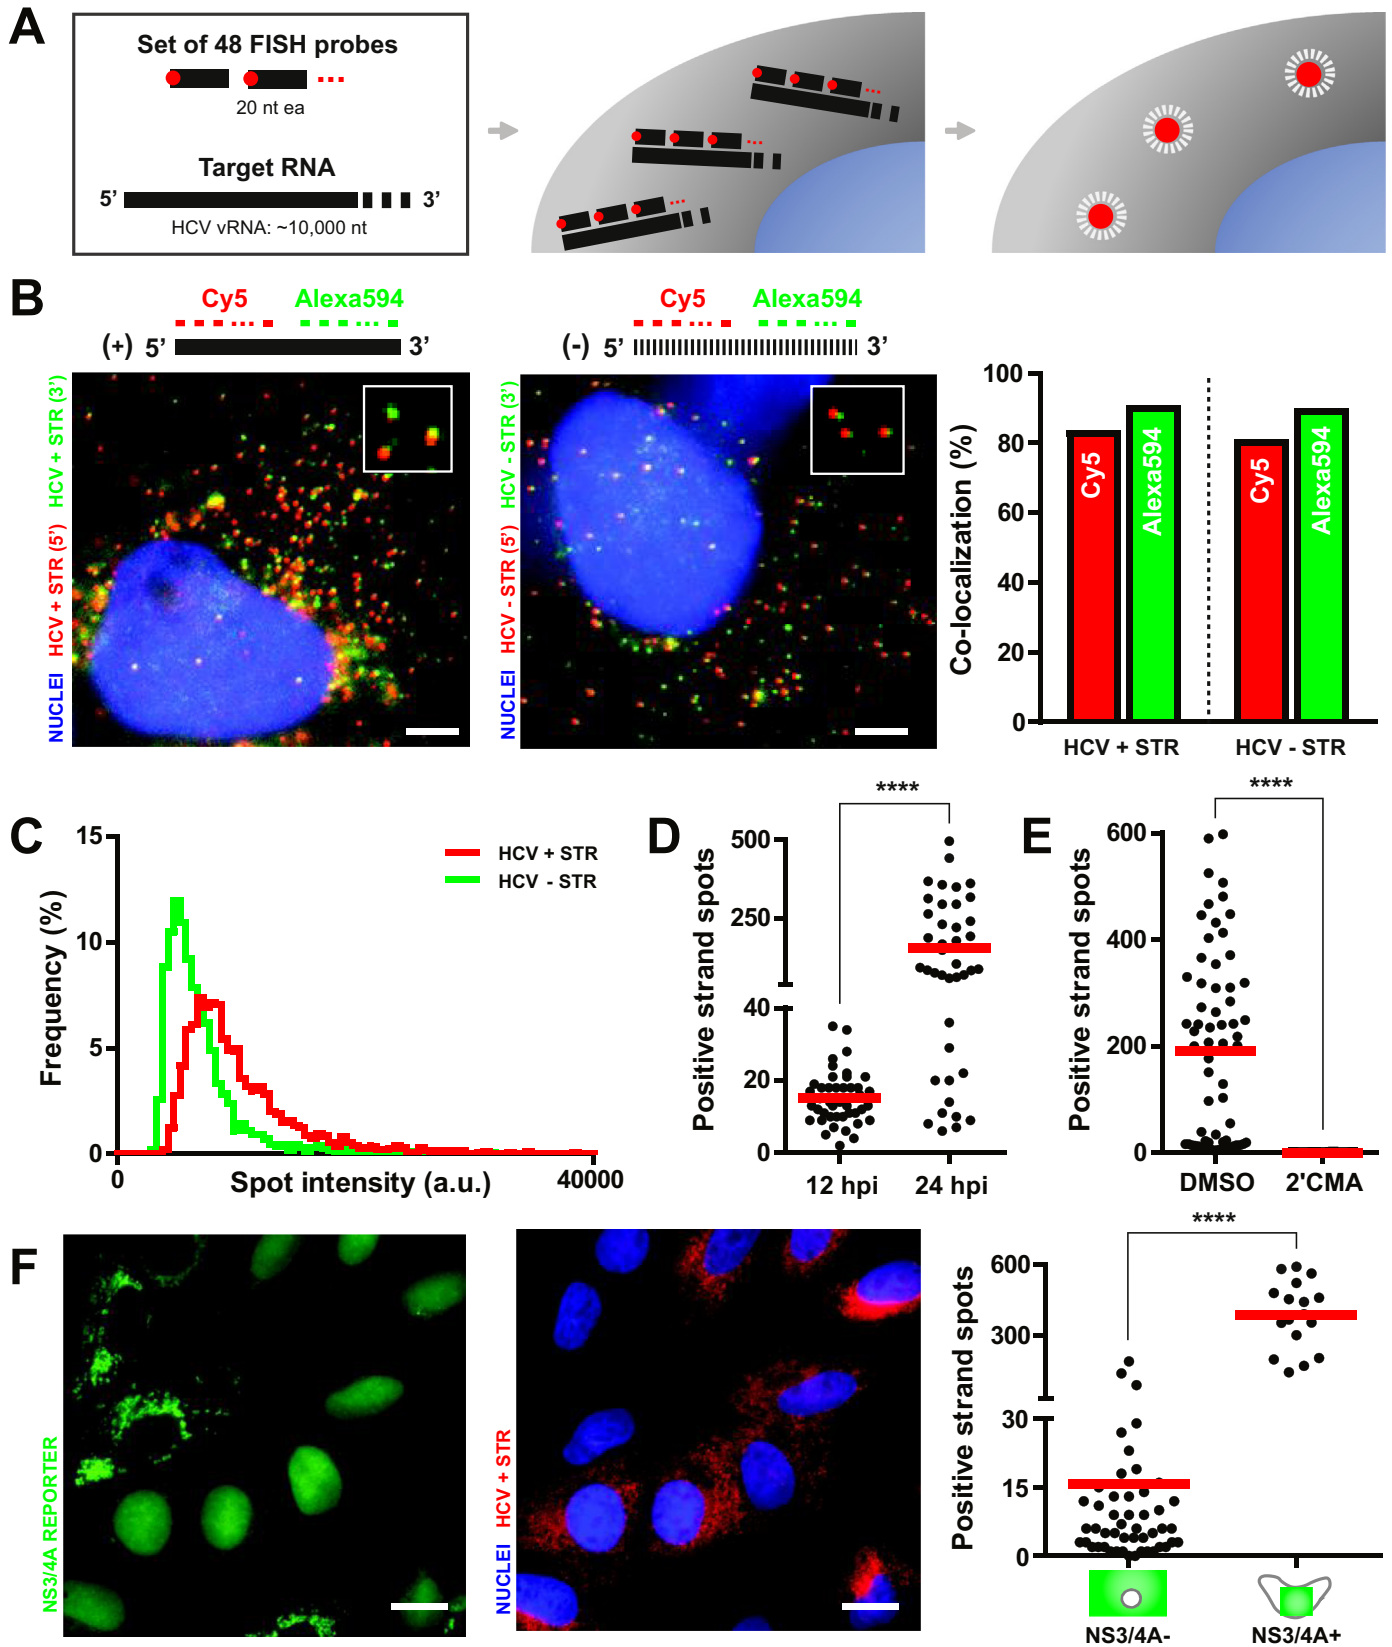 A
Set of 48 FISH probes
20 nt ea
Target RNA
5’ 3’
HCV vRNA: ~10,000 nt
B
Cy5 Alexa594
(+) 5’ 3’
NUCLEI HCV + STR (5’) HCV + STR (3’)
Cy5 Alexa594
(-) 5’ 3’
NUCLEI HCV - STR (5’) HCV - STR (3’)
Co-localization (%)
100
80
60
40
20
0
Cy5
Alexa594
Cy5
Alexa594
HCV + STR HCV - STR
C
Frequency (%)
15
10
5
0
HCV + STR
HCV - STR
0 Spot intensity (a.u.) 40000
D
Positive strand spots
****
500
250
40
20
0
12 hpi 24 hpi
E
Positive strand spots
****
600
400
200
0
DMSO 2'CMA
F
NS3/4A REPORTER
NUCLEI HCV + STR
Positive strand spots
****
600
300
30
15
0
NS3/4A- NS3/4A+